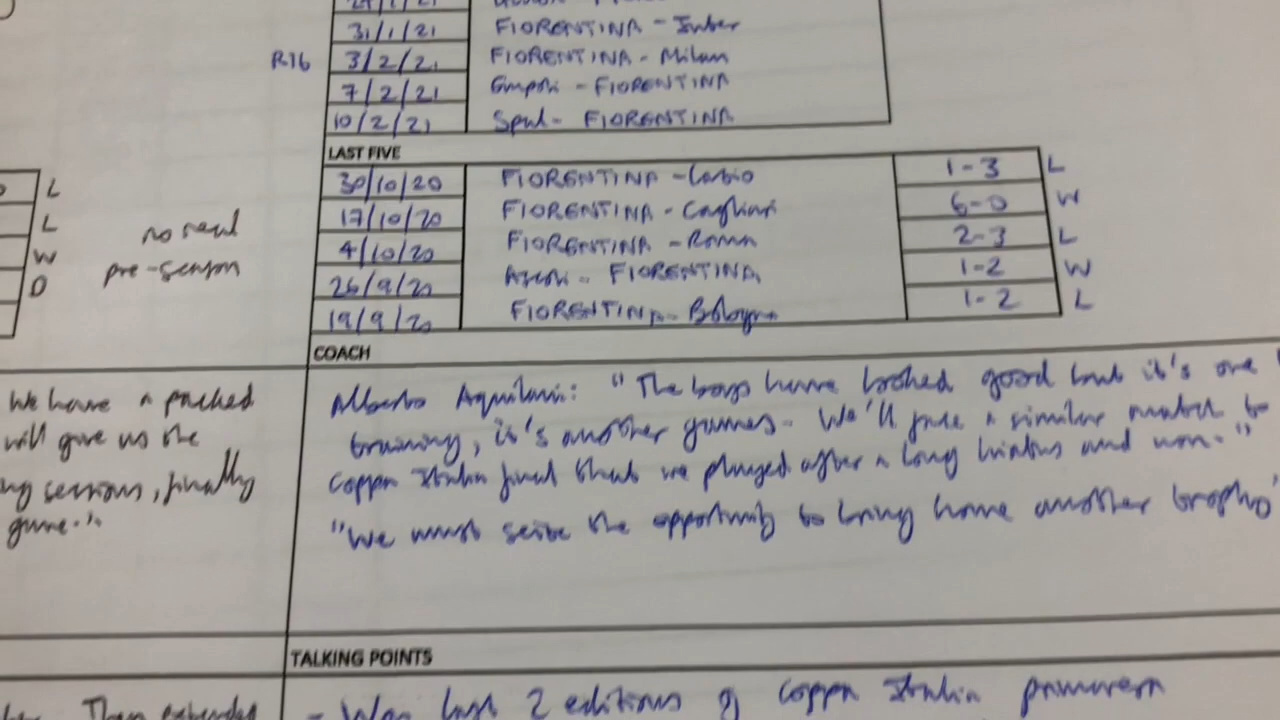 31/1/21 FIORENTINA - Inter
R16 3/2/21 FIORENTINA - Milan
7/2/21 Empoli - FIORENTINA
10/2/21 Spal - FIORENTINA
LAST FIVE
30/10/20 FIORENTINA - Lazio 1-3 L
17/10/20 FIORENTINA - Cagliari 6-0 W
4/10/20 FIORENTINA - Roma 2-3 L
26/9/20 Ascoli - FIORENTINA 1-2 W
19/9/20 FIORENTINA - Bologna 1-2 L
L
L
W
D
no real
pre-season
COACH
We have a packed
will give us the
ng sessions, finally
game."
Alberto Aquilani: "The boys have looked good but it's one
training, it's another games. We'll face a similar match to
Coppa Italia final that we played after a long hiatus and won."
"We must seize the opportunity to bring home another trophy"
TALKING POINTS
Then extended
- Won last 2 editions of Coppa Italia primavera